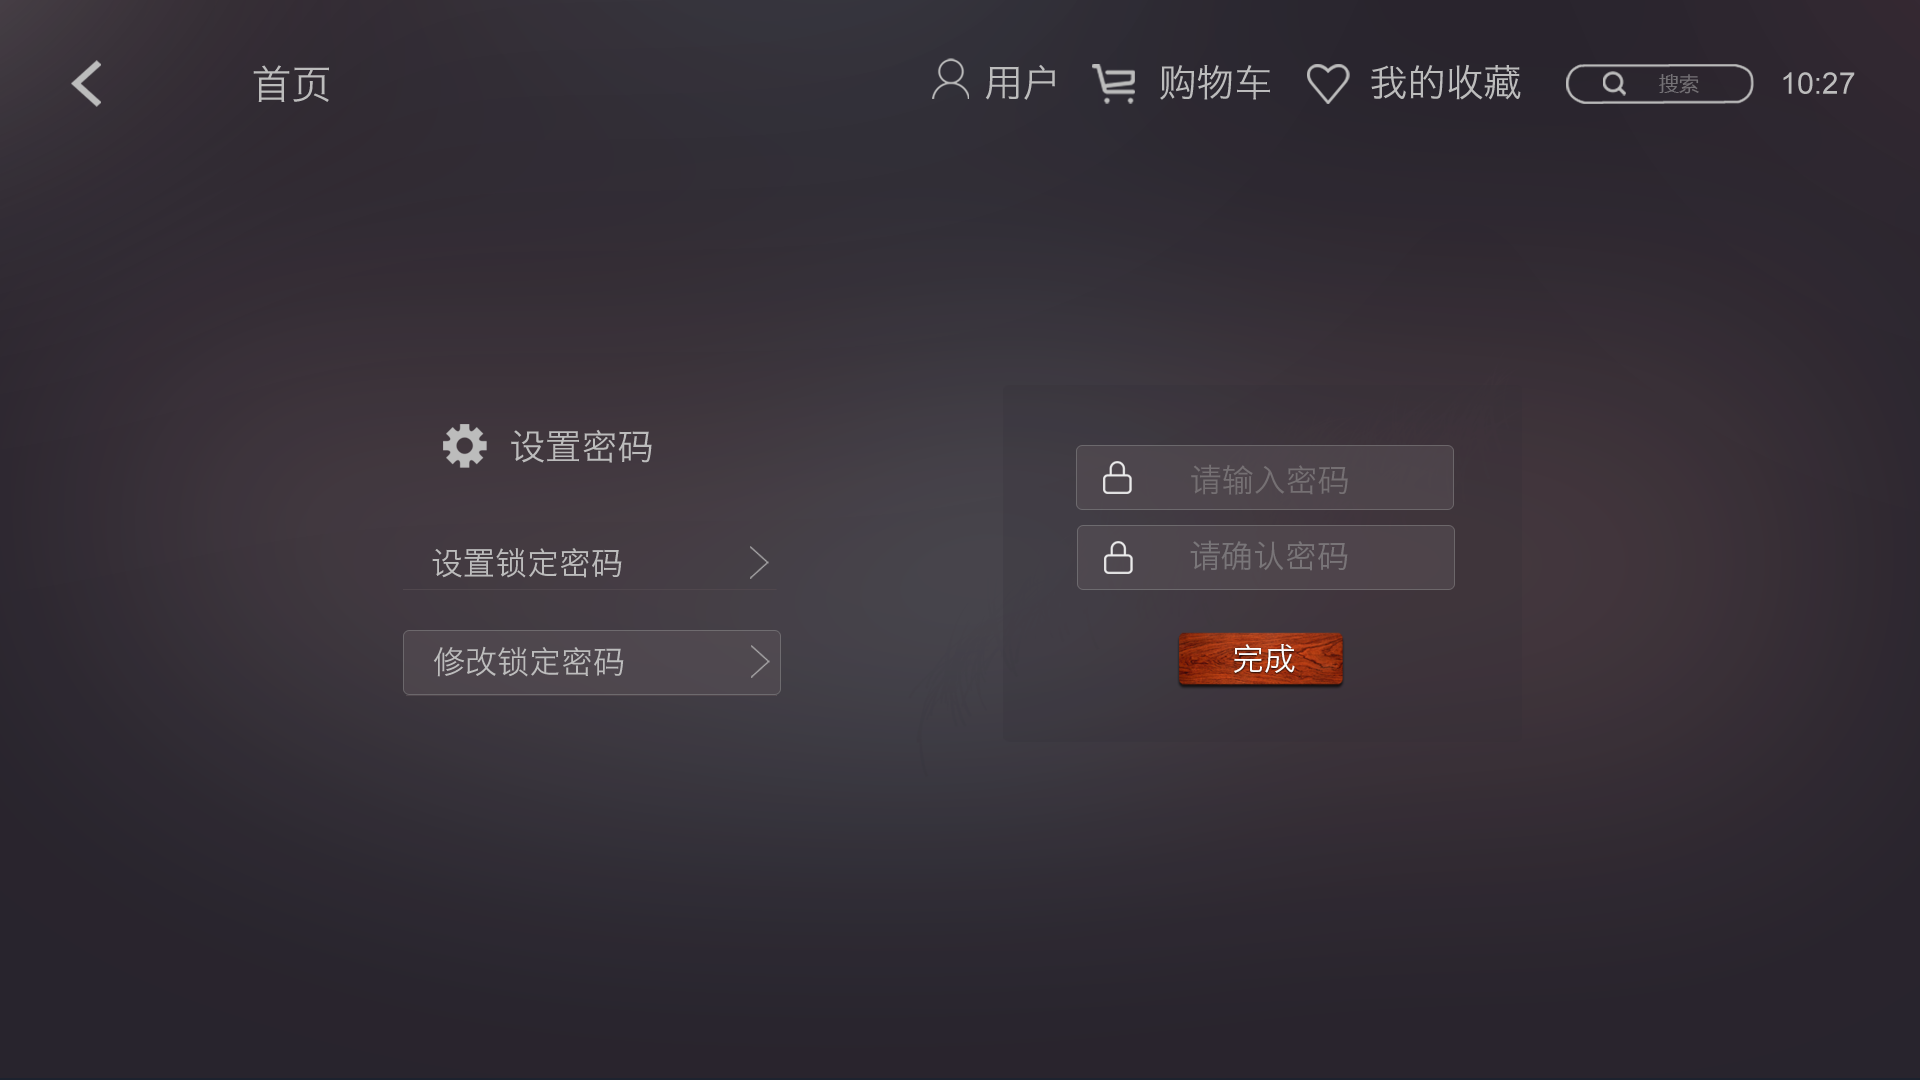 首页
用户
购物车
我的收藏
搜索
10:27
设置密码
设置锁定密码
修改锁定密码
请输入密码
请确认密码
完成